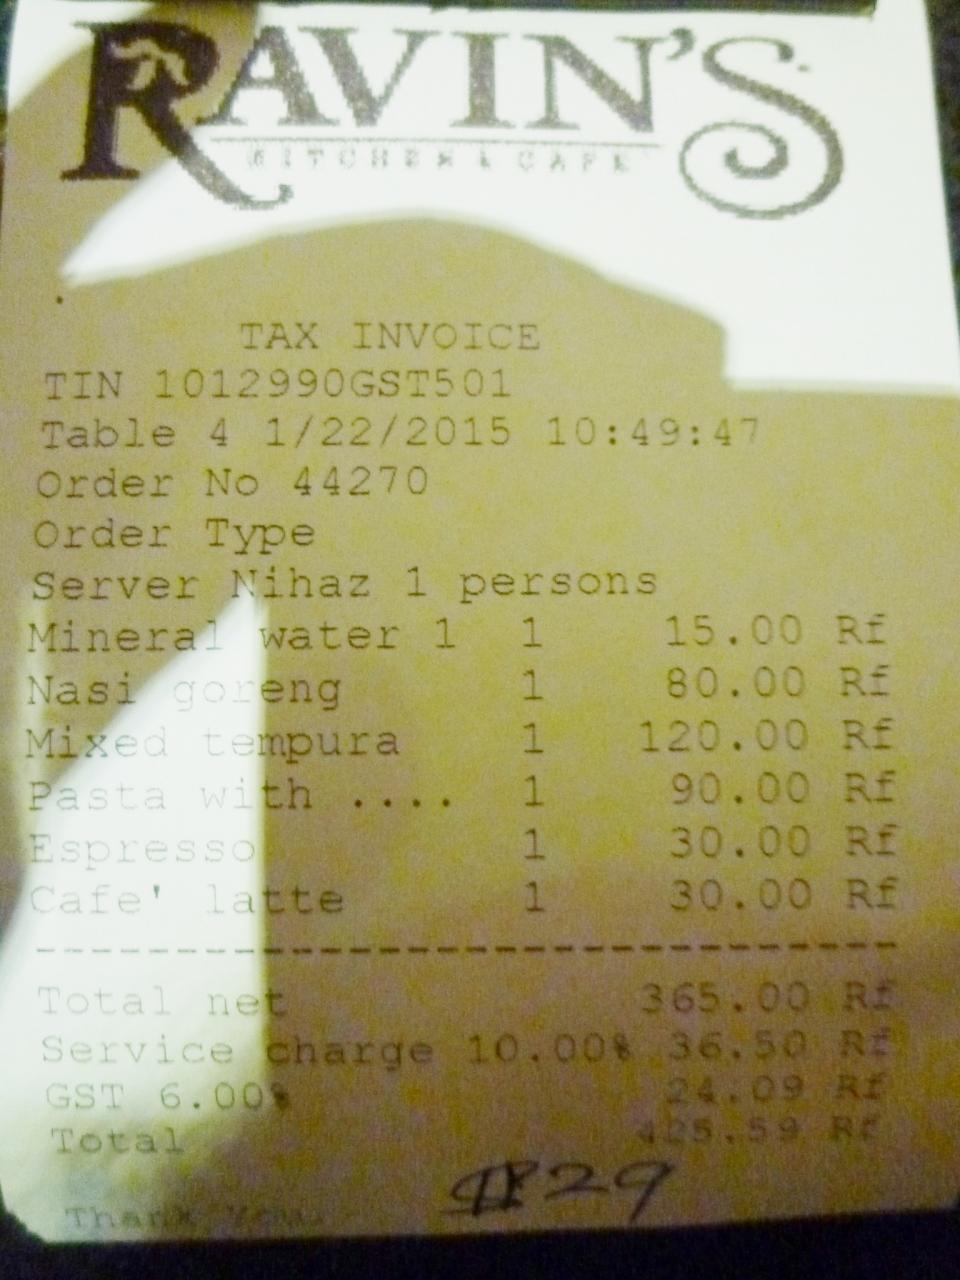 RAVIN'S
KITCHEN & CAFE
TAX INVOICE
TIN 1012990GST501
Table 4 1/22/2015 10:49:47
Order No 44270
Order Type
Server Nihaz 1 persons
Mineral water 1 1 15.00 Rf
Nasi goreng 1 80.00 Rf
Mixed tempura 1 120.00 Rf
Pasta with .... 1 90.00 Rf
Espresso 1 30.00 Rf
Cafe' latte 1 30.00 Rf
--------------------------------
Total net 365.00 Rf
Service charge 10.00% 36.50 Rf
GST 6.00% 24.09 Rf
Total 425.59 Rf
$29
Thank You.